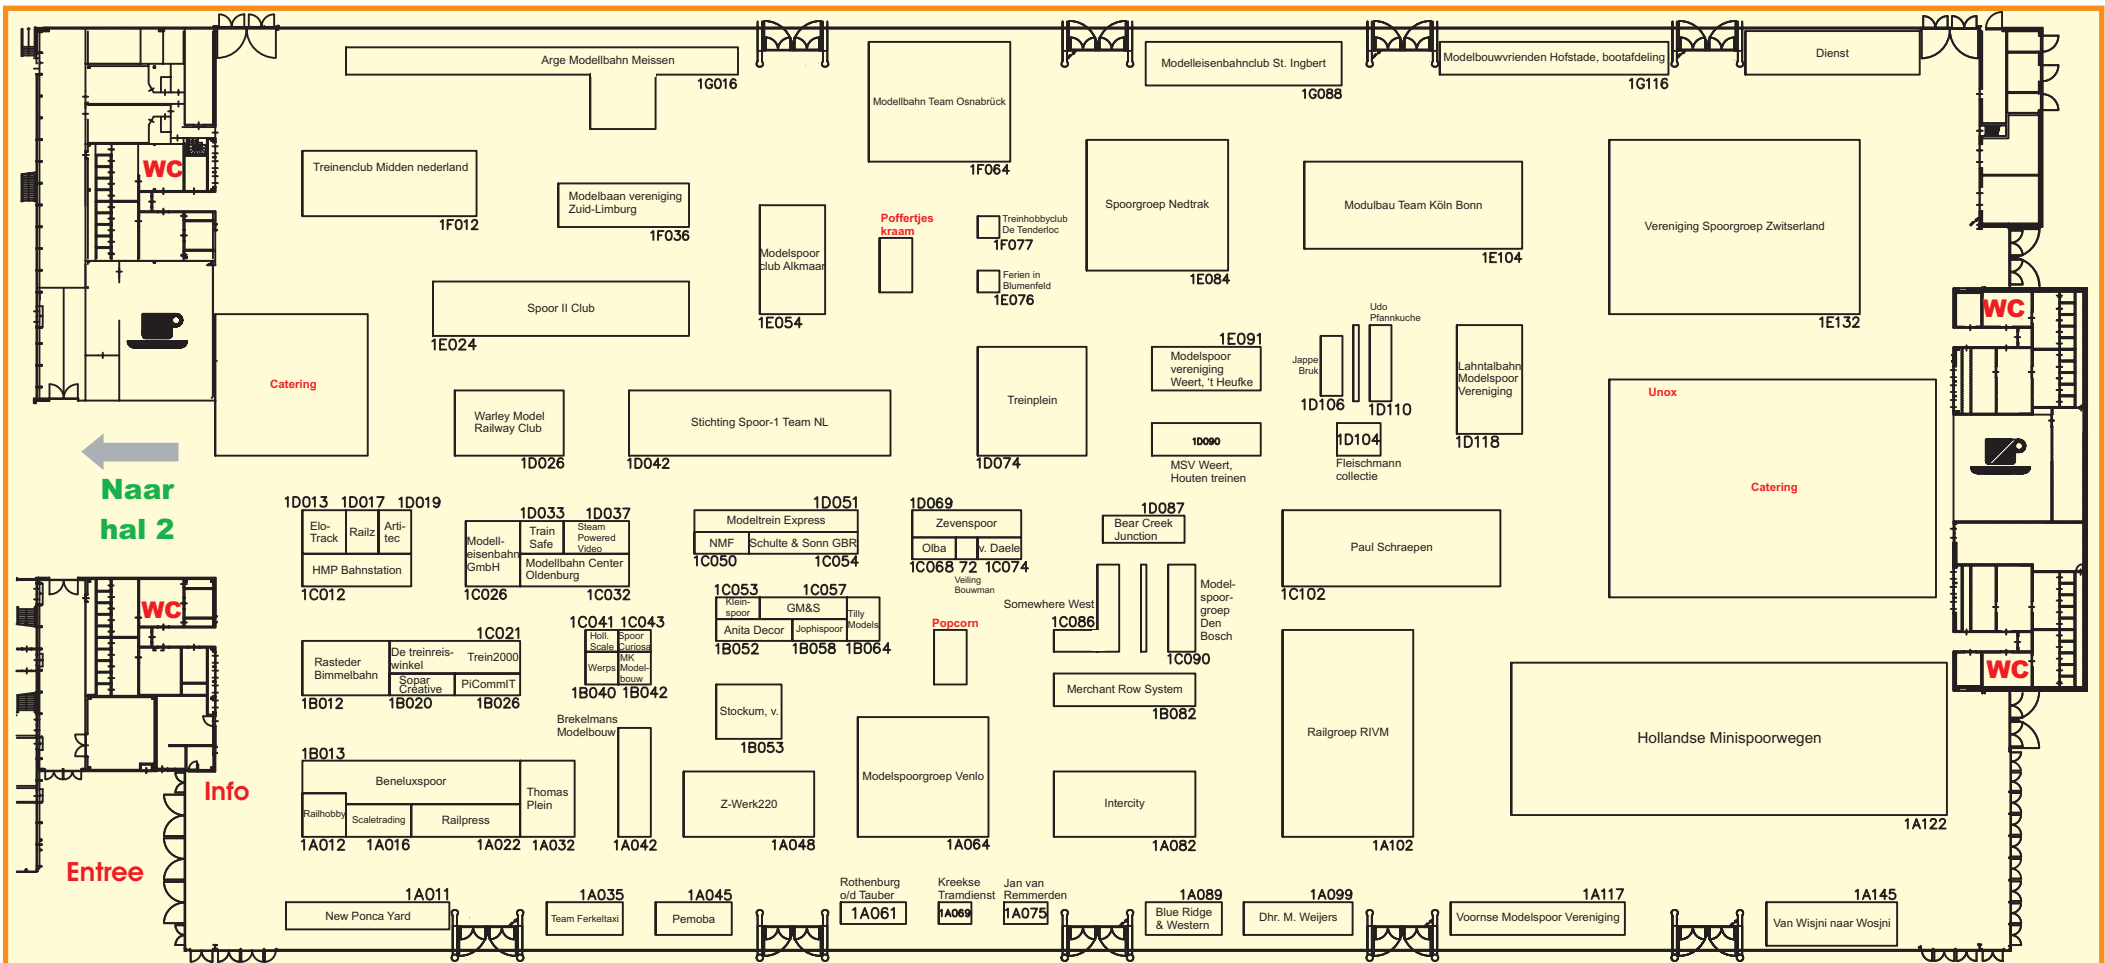 Arge Modellbahn Meissen
1G016
Modellbahn Team Osnabrück
1F064
Modelleisenbahnclub St. Ingbert
1G088
Modelbouwvrienden Hofstade, bootafdeling
1G116
Dienst
WC
Treinenclub Midden nederland
1F012
Modelbaan vereniging
Zuid-Limburg
1F036
Modelspoor
club Alkmaar
1E054
Poffertjes
kraam
Treinhobbyclub
De Tenderloc
1F077
Ferien in
Blumenfeld
1E076
Spoorgroep Nedtrak
1E084
Modulbau Team Köln Bonn
1E104
Vereniging Spoorgroep Zwitserland
1E132
WC
Spoor II Club
1E024
Catering
Warley Model
Railway Club
1D026
Stichting Spoor-1 Team NL
1D042
Treinplein
1D074
1E091
Modelspoor
vereniging
Weert, 't Heufke
1D090
MSV Weert,
Houten treinen
Jappe
Bruk
1D106
Udo
Pfannkuche
1D110
1D104
Fleischmann
collectie
Lahntalbahn
Modelspoor
Vereniging
1D118
Unox
Catering
Naar
hal 2
1D013
1D017
1D019
Elo-
Track
Railz
Arti-
tec
HMP Bahnstation
1C012
Modell-
eisenbahn
GmbH
1C026
1D033
Train
Safe
1D037
Steam
Powered
Video
Modellbahn Center
Oldenburg
1C032
1D051
Modeltrein Express
NMF
Schulte & Sonn GBR
1C050
1C054
1D069
Zevenspoor
Olba
v. Daele
1C068
72
1C074
Veiling
Bouwman
1D087
Bear Creek
Junction
Paul Schraepen
1C102
WC
1C053
1C057
Klein-
spoor
GM&S
Tilly
Models
Anita Decor
Jophispoor
1B052
1B058
1B064
Popcorn
Somewhere West
1C086
Model-
spoor-
groep
Den
Bosch
1C090
1C021
Rasteder
Bimmelbahn
De treinreis-
winkel
Trein2000
Sopar
Creative
PiCommIT
1B012
1B020
1B026
1C041
1C043
Holl.
Scale
Spoor
Curiosa
Werps
MK
Model-
bouw
1B040
1B042
Stockum, v.
1B053
Merchant Row System
1B082
Railgroep RIVM
1A102
Hollandse Minispoorwegen
1A122
WC
Info
Entree
1B013
Beneluxspoor
Railhobby
Scaletrading
Railpress
Thomas
Plein
1A012
1A016
1A022
1A032
Brekelmans
Modelbouw
1A042
Z-Werk220
1A048
Modelspoorgroep Venlo
1A064
Intercity
1A082
1A011
New Ponca Yard
1A035
Team Ferkeltaxi
1A045
Pemoba
Rothenburg
o/d Tauber
1A061
Kreekse
Tramdienst
1A069
Jan van
Remmerden
1A075
1A089
Blue Ridge
& Western
1A099
Dhr. M. Weijers
1A117
Voornse Modelspoor Vereniging
1A145
Van Wisjni naar Wosjni